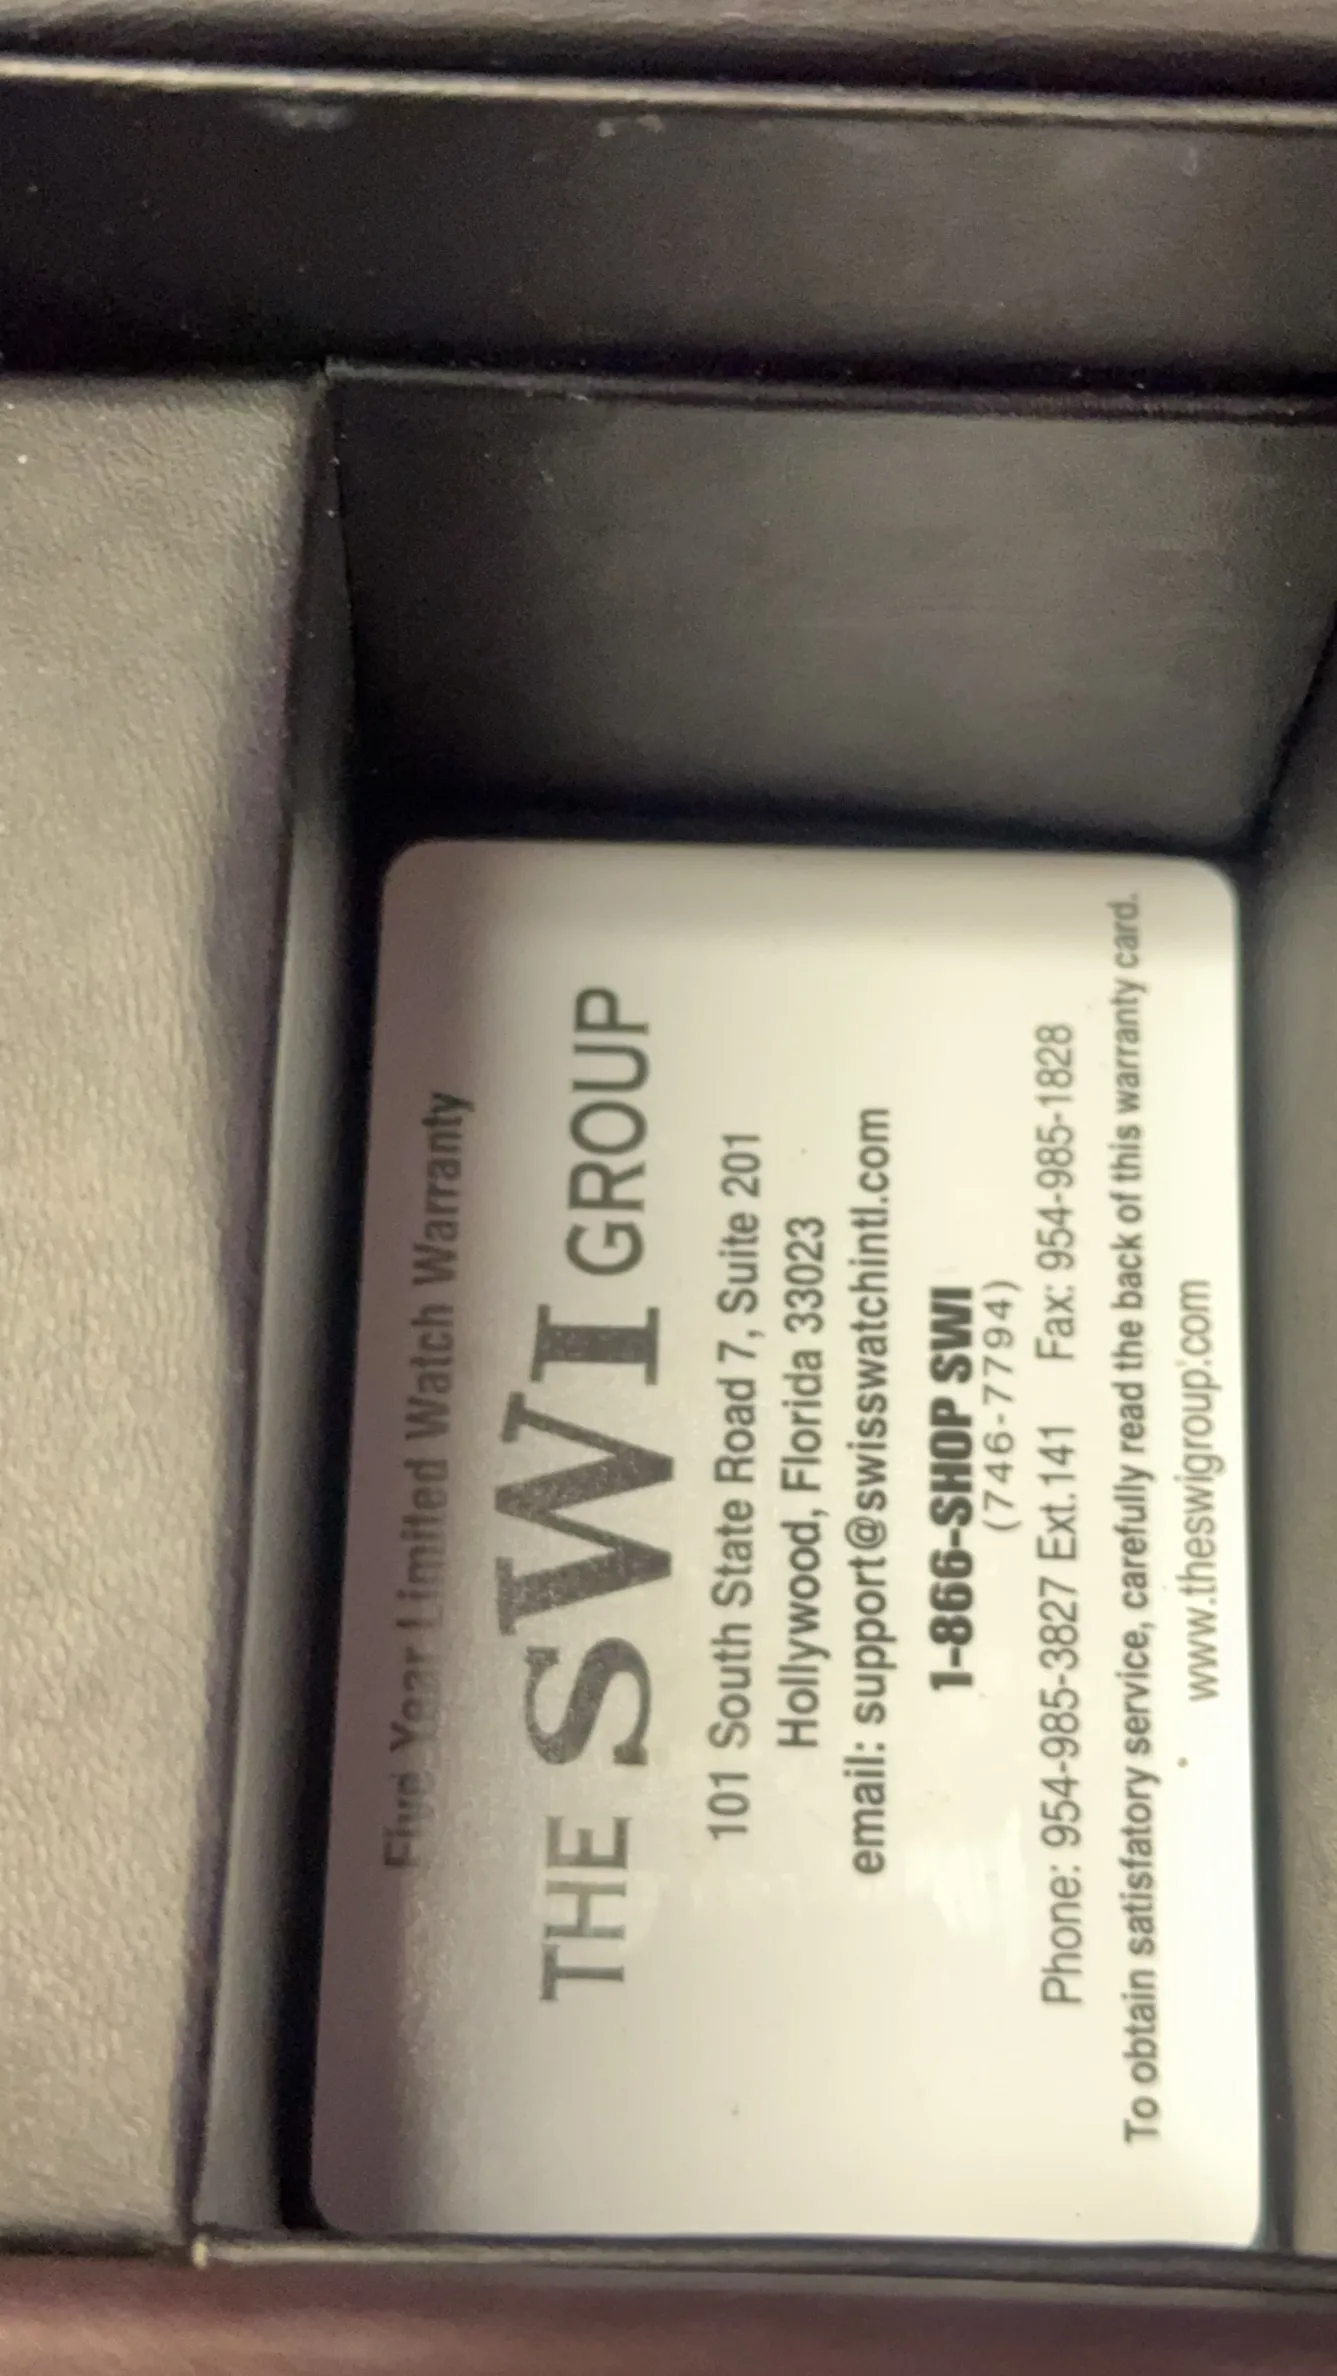 Five Year Limited Watch Warranty
THE SWI GROUP
101 South State Road 7, Suite 201
Hollywood, Florida 33023
email: support@swisswatchintl.com
1-866-SHOP SWI
(746-7794)
Phone: 954-985-3827 Ext.141 Fax: 954-985-1828
To obtain satisfatory service, carefully read the back of this warranty card.
www.theswigroup.com